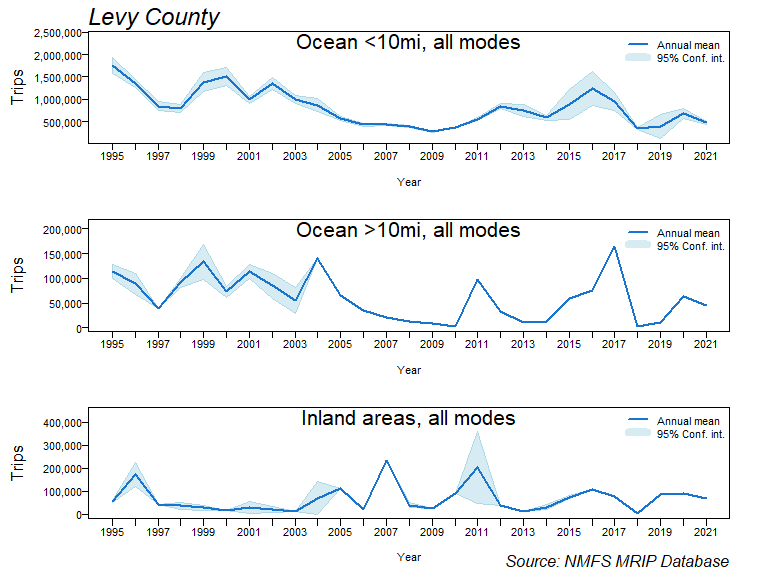 Levy County
Ocean <10mi, all modes
Annual mean
95% Conf. int.
Trips
2,500,000
2,000,000
1,500,000
1,000,000
500,000
1995 1997 1999 2001 2003 2005 2007 2009 2011 2013 2015 2017 2019 2021
Year
Ocean >10mi, all modes
Annual mean
95% Conf. int.
Trips
200,000
150,000
100,000
50,000
0
1995 1997 1999 2001 2003 2005 2007 2009 2011 2013 2015 2017 2019 2021
Year
Inland areas, all modes
Annual mean
95% Conf. int.
Trips
400,000
300,000
200,000
100,000
0
1995 1997 1999 2001 2003 2005 2007 2009 2011 2013 2015 2017 2019 2021
Year
Source: NMFS MRIP Database